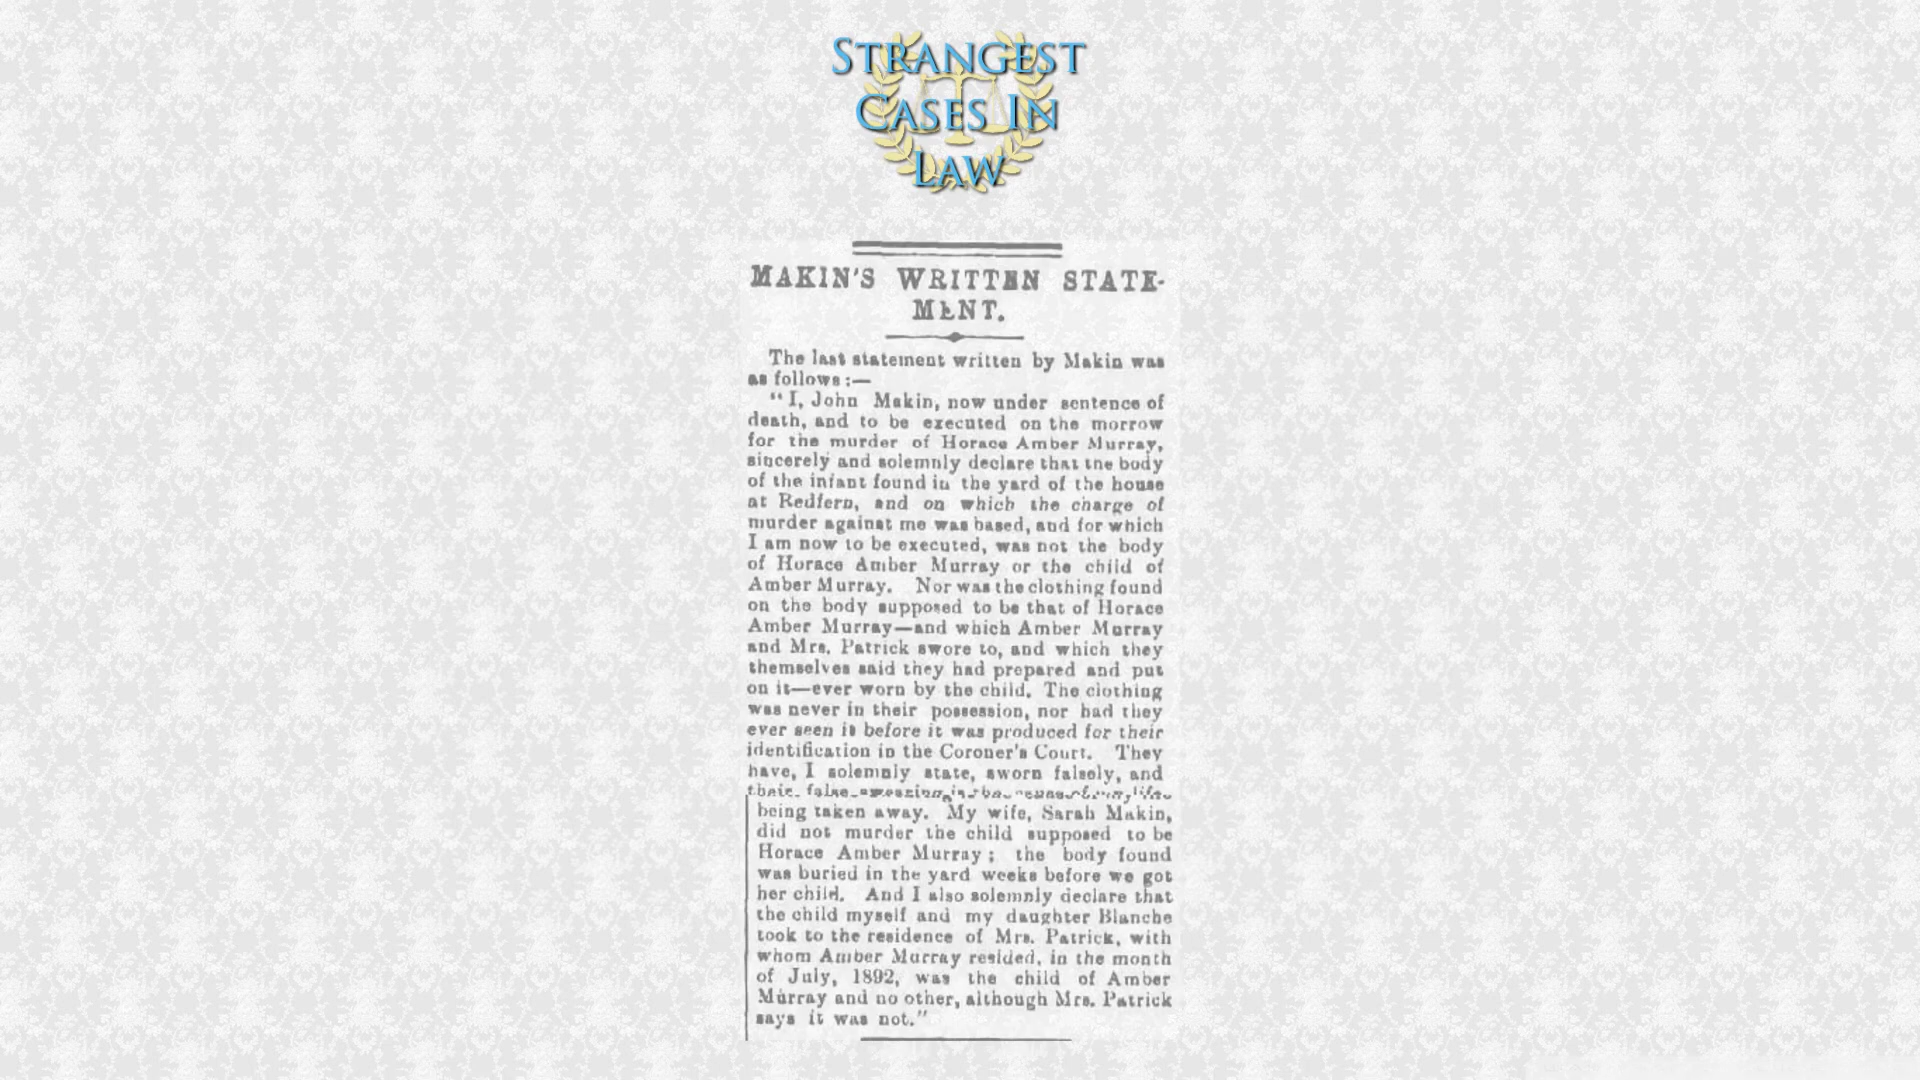 STRANGEST
CASES IN
LAW
MAKIN'S WRITTEN STATE-
MENT.
The last statement written by Makin was
as follows:—
"I, John Makin, now under sentence of
death, and to be executed on the morrow
for the murder of Horace Amber Murray,
sincerely and solemnly declare that the body
of the infant found in the yard of the house
at Redfern, and on which the charge of
murder against me was based, and for which
I am now to be executed, was not the body
of Horace Amber Murray or the child of
Amber Murray. Nor was the clothing found
on the body supposed to be that of Horace
Amber Murray—and which Amber Murray
and Mrs. Patrick swore to, and which they
themselves said they had prepared and put
on it—ever worn by the child. The clothing
was never in their possession, nor had they
ever seen it before it was produced for their
identification in the Coroner's Court. They
have, I solemnly state, sworn falsely, and
their false
being taken away. My wife, Sarah Makin,
did not murder the child supposed to be
Horace Amber Murray; the body found
was buried in the yard weeks before we got
her child. And I also solemnly declare that
the child myself and my daughter Blanche
took to the residence of Mrs. Patrick, with
whom Amber Murray resided, in the month
of July, 1892, was the child of Amber
Murray and no other, although Mrs. Patrick
says it was not."